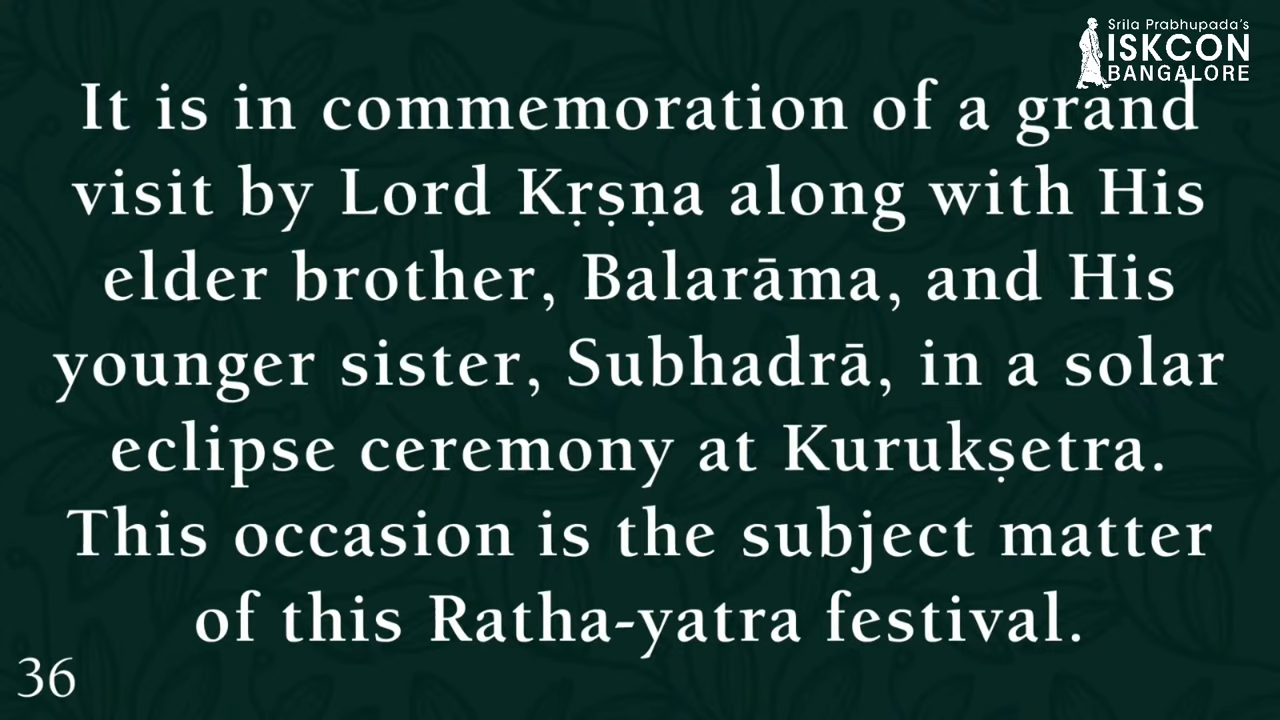 Srila Prabhupada's
ISKCON
BANGALORE
It is in commemoration of a grand
visit by Lord Kṛṣṇa along with His
elder brother, Balarāma, and His
younger sister, Subhadrā, in a solar
eclipse ceremony at Kurukṣetra.
This occasion is the subject matter
of this Ratha-yatra festival.
36